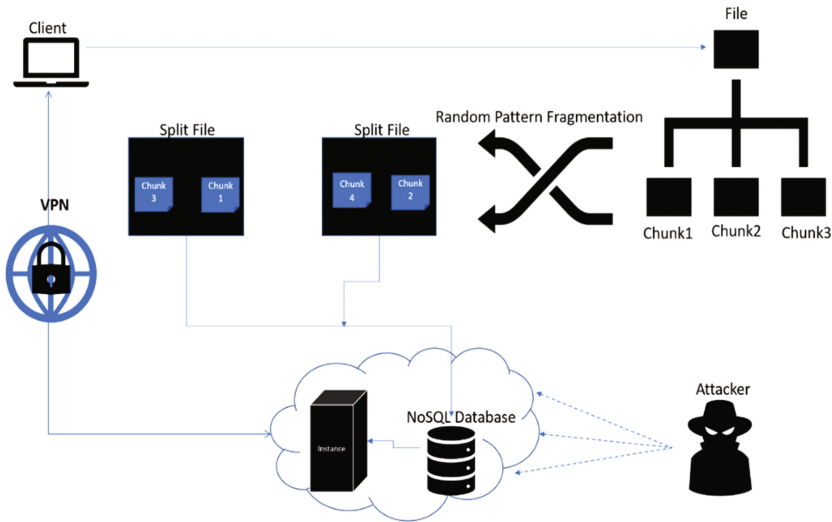 Client
File
Split File
Split File
Random Pattern Fragmentation
Chunk
3
Chunk
1
Chunk
4
Chunk
2
VPN
Chunk1
Chunk2
Chunk3
NoSQL Database
Attacker
Instance